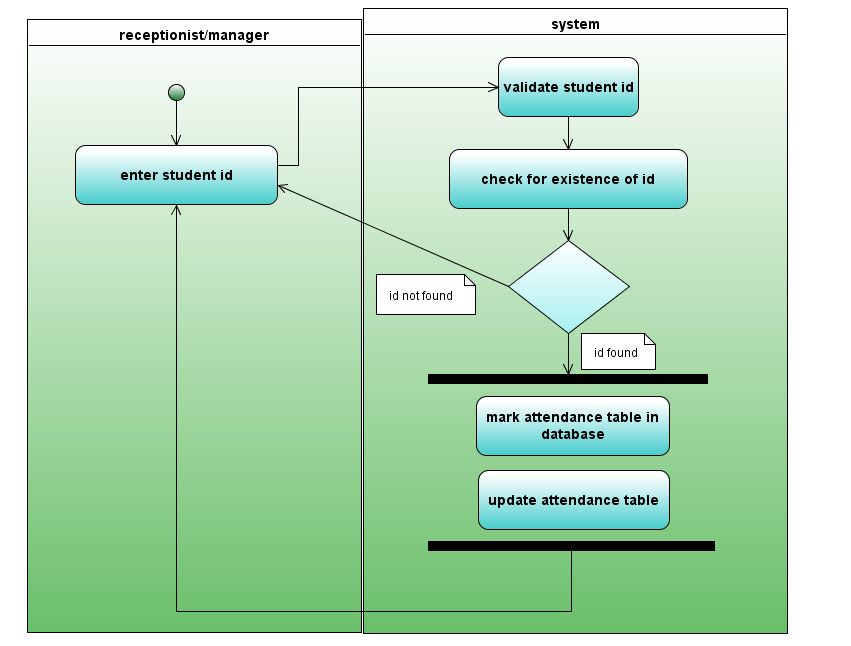 receptionist/manager
system
validate student id
enter student id
check for existence of id
id not found
id found
mark attendance table in
database
update attendance table